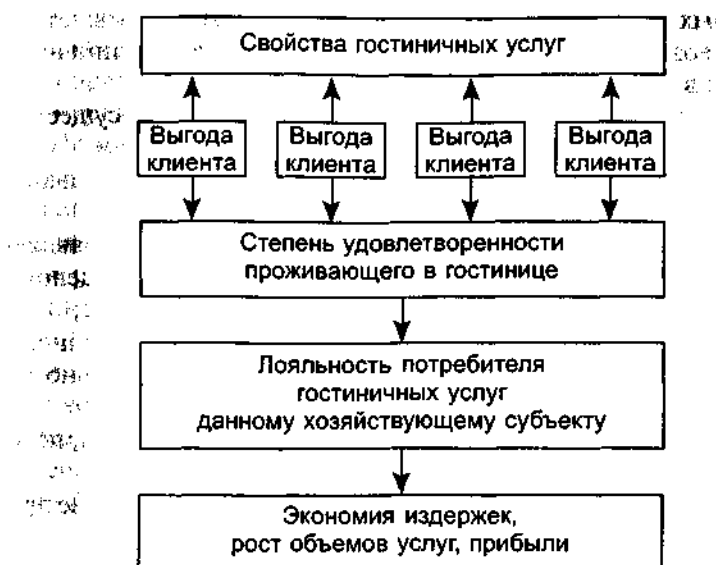 Свойства гостиничных услуг
Выгода
клиента
Выгода
клиента
Выгода
клиента
Выгода
клиента
Степень удовлетворенности
проживающего в гостинице
Лояльность потребителя
гостиничных услуг
данному хозяйствующему субъекту
Экономия издержек,
рост объемов услуг, прибыли